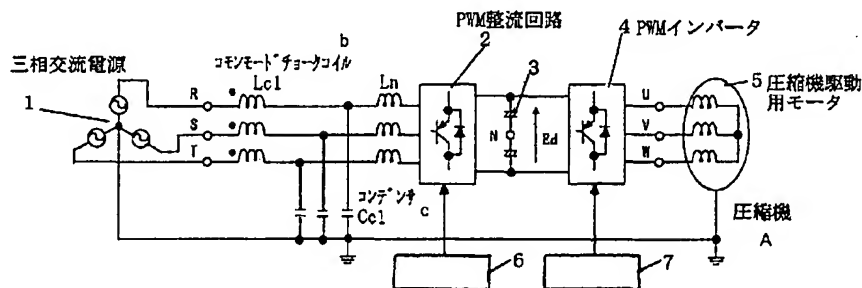 PWM整流回路
2
b
4 PWMインバータ
三相交流電源
コモンモードチョークコイル
Lc1
Ln
3
5 圧縮機駆動
用モータ
1
R
S
T
N
Ed
U
V
W
コンデンサ
Cc1
c
圧縮機
A
6
7